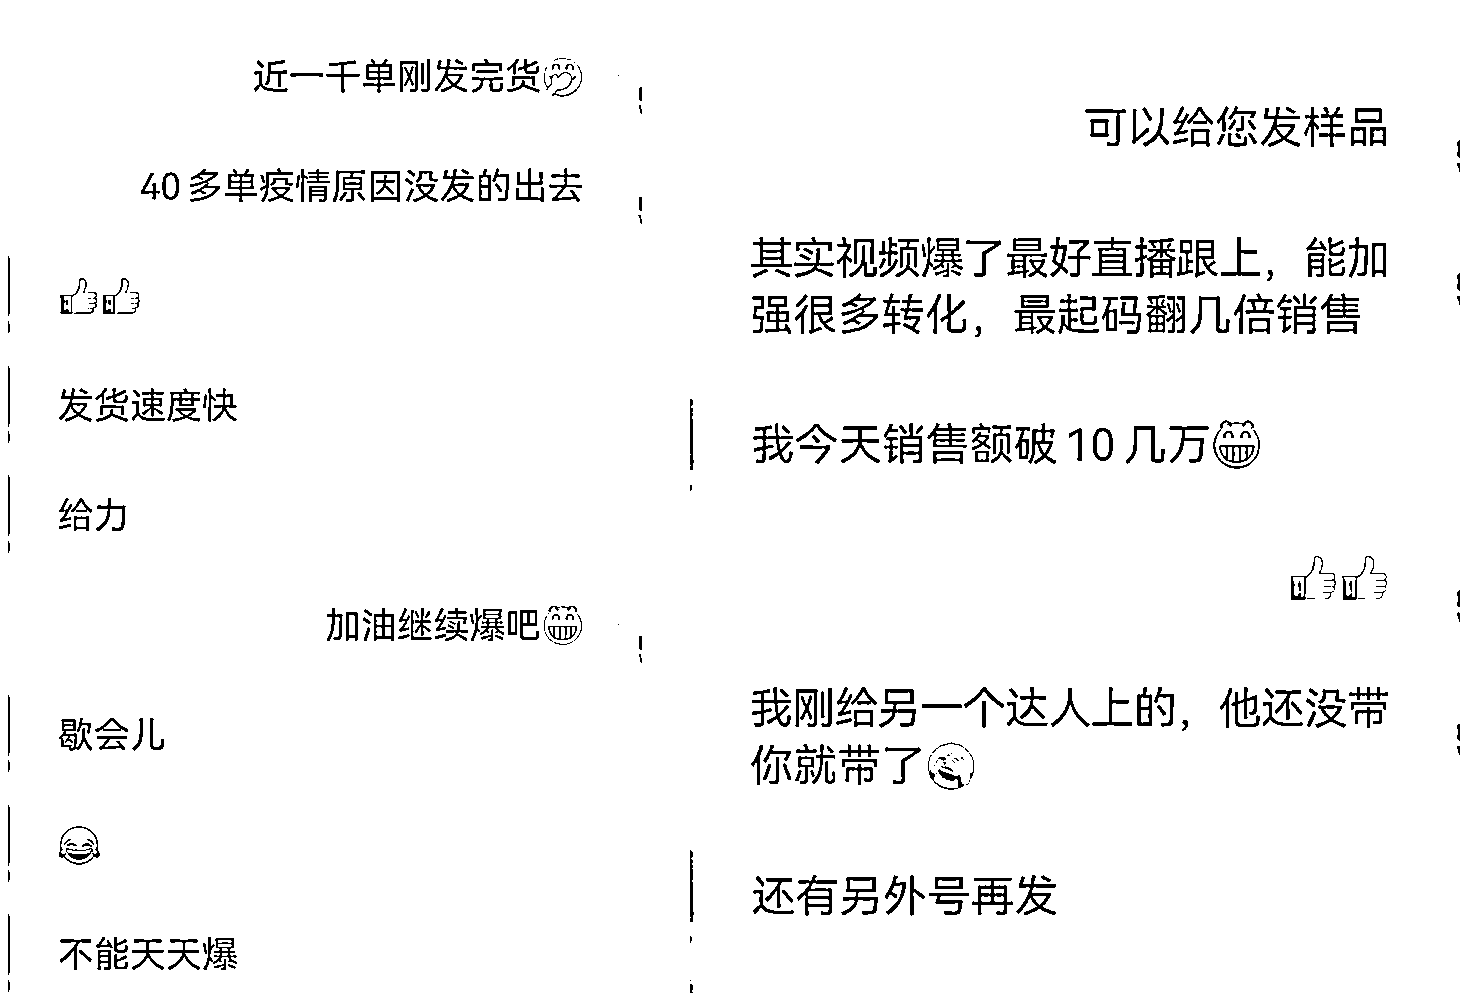 近一千单刚发完货
40多单疫情原因没发的出去
👍👍
发货速度快
给力
加油继续爆吧😁
歇会儿
😂
不能天天爆
可以给您发样品
其实视频爆了最好直播跟上，能加
强很多转化，最起码翻几倍销售
我今天销售额破10几万😁
👍👍
我刚给另一个达人上的，他还没带
你就带了
还有另外号再发